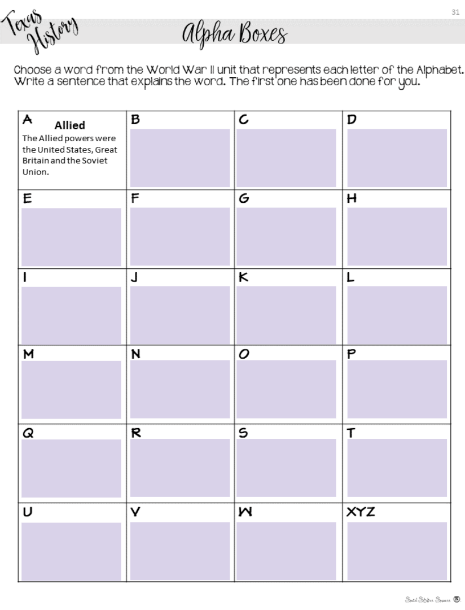 31
Texas
History
Alpha Boxes
Choose a word from the World War II unit that represents each letter of the Alphabet.
Write a sentence that explains the word. The first one has been done for you.
A
Allied
The Allied powers were
the United States, Great
Britain and the Soviet
Union.
B
C
D
E
F
G
H
I
J
K
L
M
N
O
P
Q
R
S
T
U
V
W
XYZ